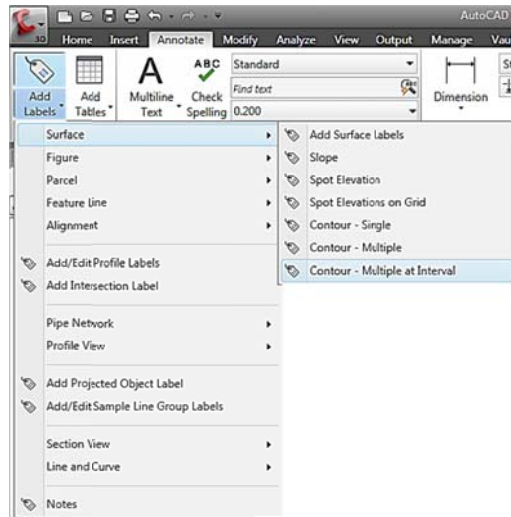 AutoCAD
3D Home Insert Annotate Modify Analyze View Output Manage Vau
Add Labels
Add Tables
Multiline Text
ABC Check Spelling
Standard
Find text
0.200
Dimension
St
Surface
Figure
Parcel
Feature Line
Alignment
Add/Edit Profile Labels
Add Intersection Label
Pipe Network
Profile View
Add Projected Object Label
Add/Edit Sample Line Group Labels
Section View
Line and Curve
Notes
Add Surface labels
Slope
Spot Elevation
Spot Elevations on Grid
Contour - Single
Contour - Multiple
Contour - Multiple at Interval